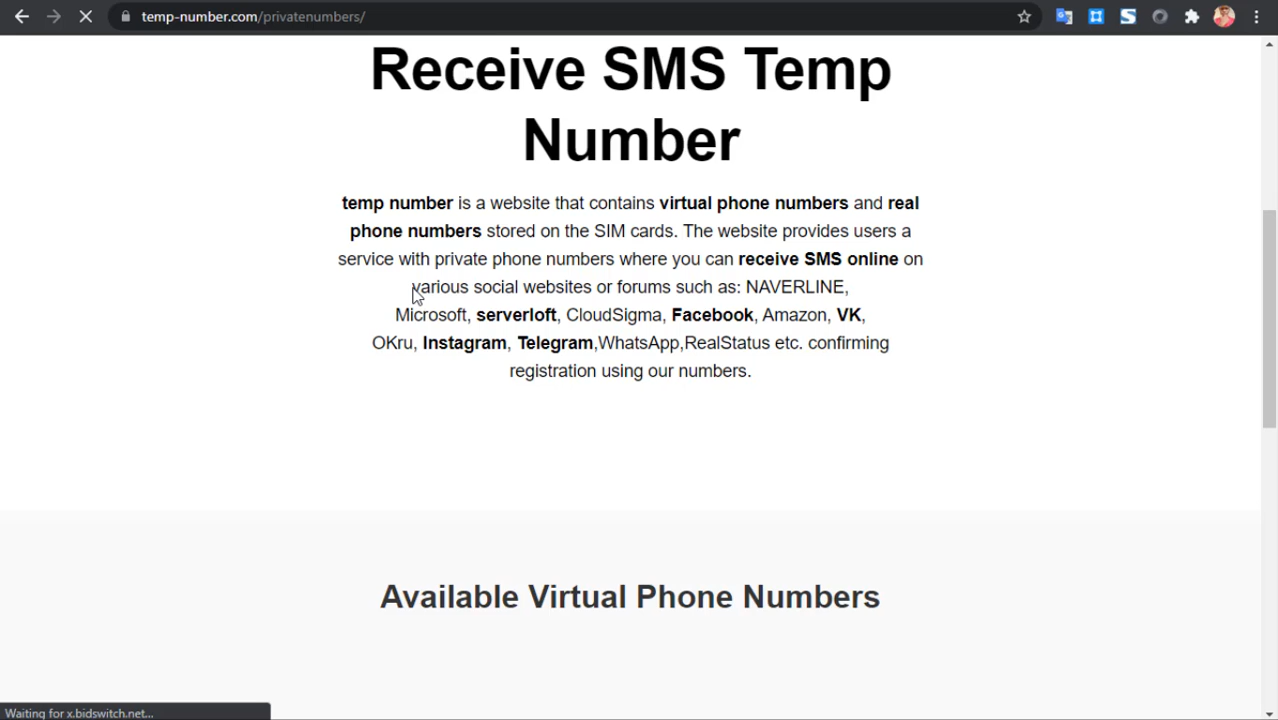 temp-number.com/privatenumbers/
Receive SMS Temp
Number
temp number is a website that contains virtual phone numbers and real
phone numbers stored on the SIM cards. The website provides users a
service with private phone numbers where you can receive SMS online on
various social websites or forums such as: NAVERLINE,
Microsoft, serverloft, CloudSigma, Facebook, Amazon, VK,
OKru, Instagram, Telegram,WhatsApp,RealStatus etc. confirming
registration using our numbers.
Available Virtual Phone Numbers
Waiting for x.bidswitch.net...